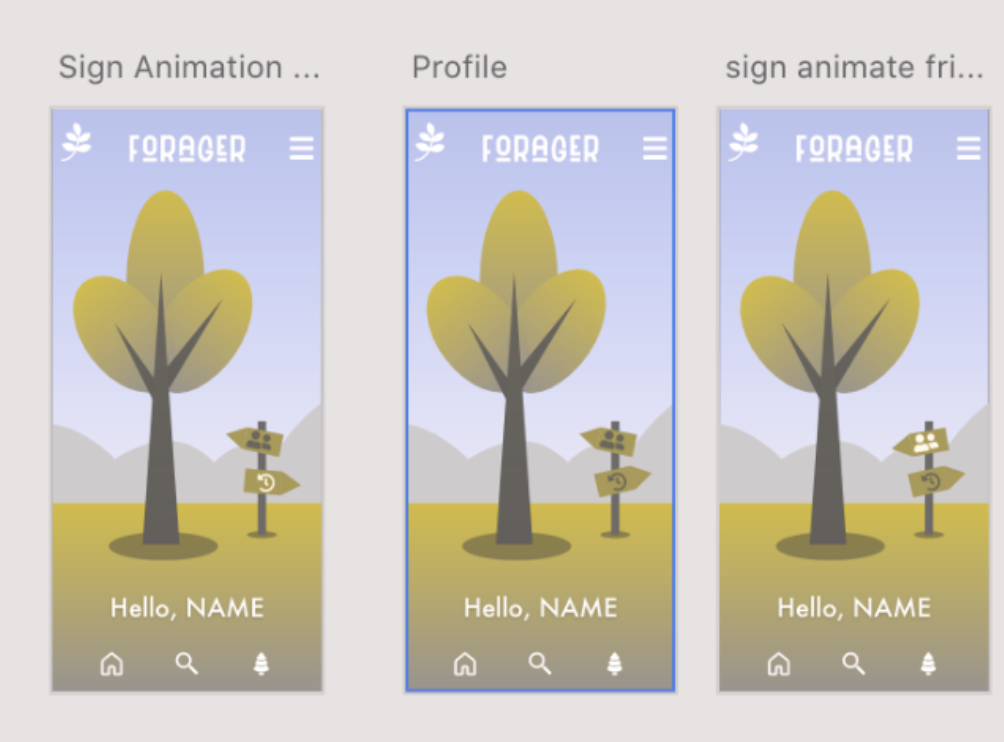 Sign Animation ...
Profile
sign animate fri...
FORAGER
FORAGER
FORAGER
Hello, NAME
Hello, NAME
Hello, NAME